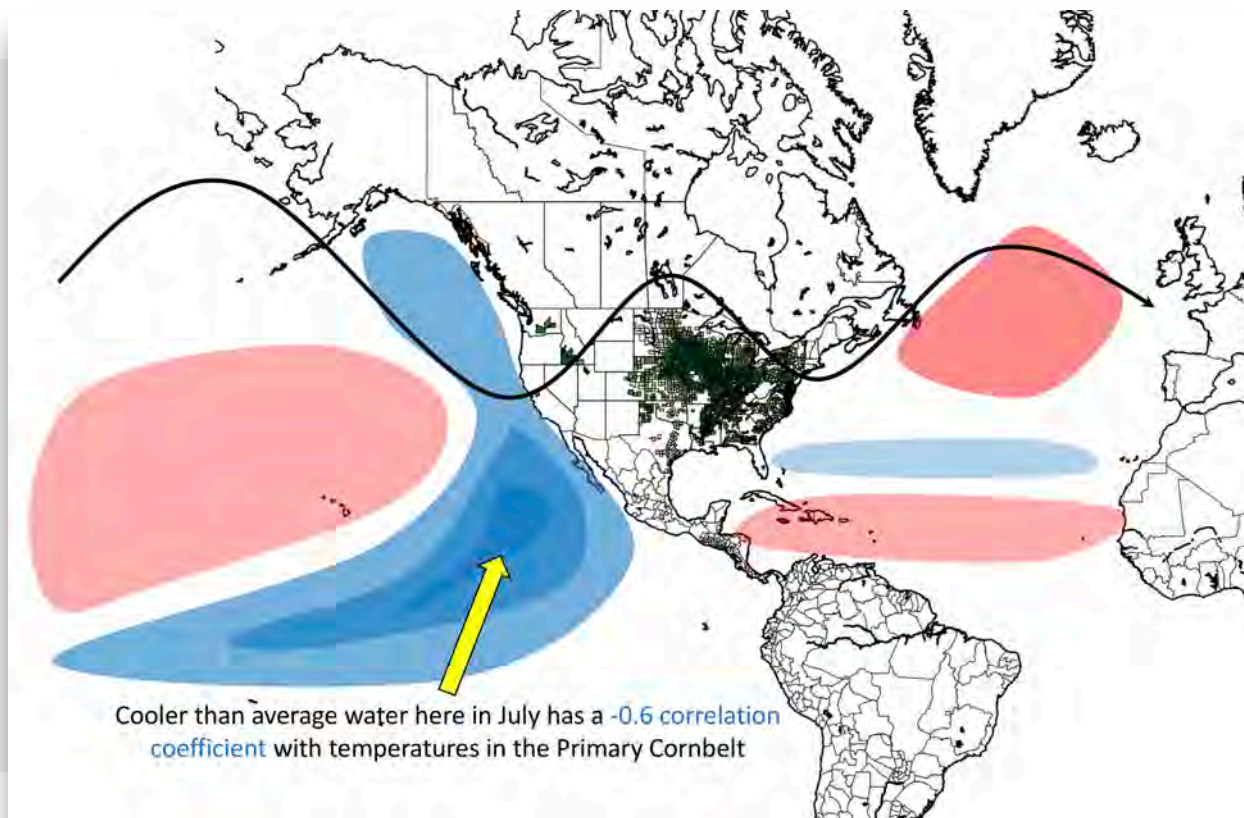 Cooler than average water here in July has a -0.6 correlation
coefficient with temperatures in the Primary Cornbelt